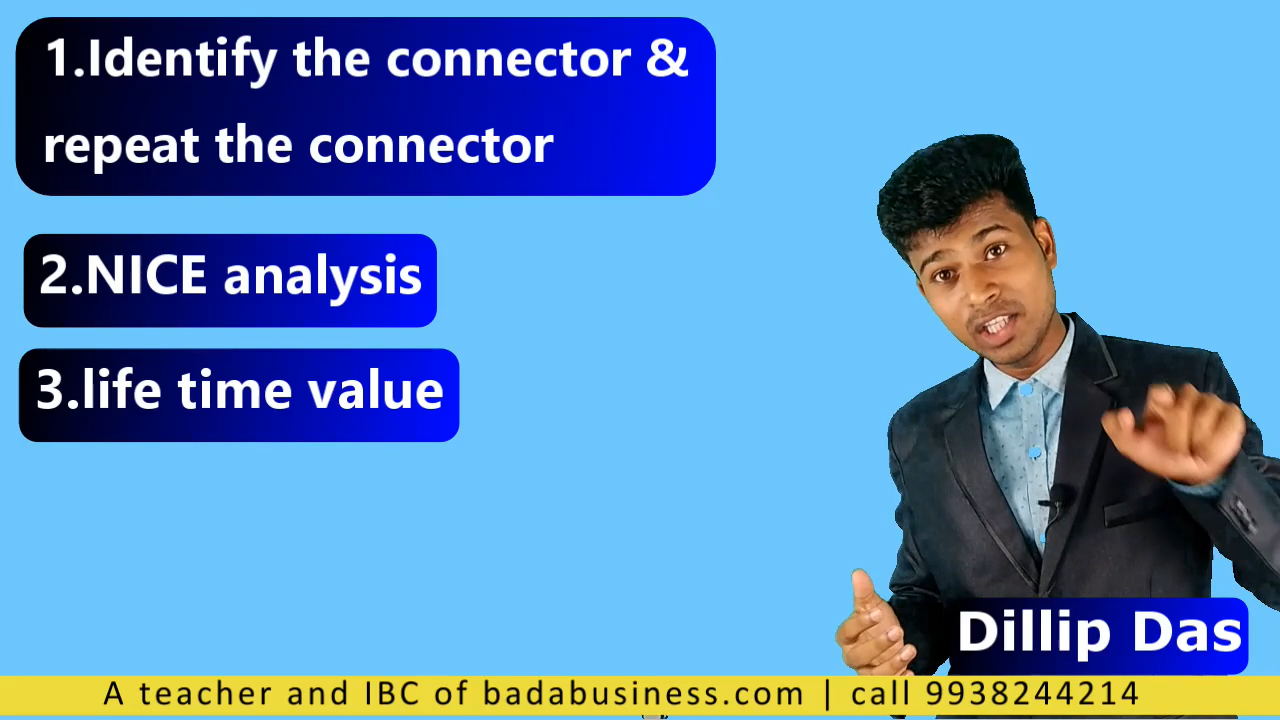 1.Identify the connector &
repeat the connector
2.NICE analysis
3.life time value
Dillip Das
A teacher and IBC of badabusiness.com | call 9938244214